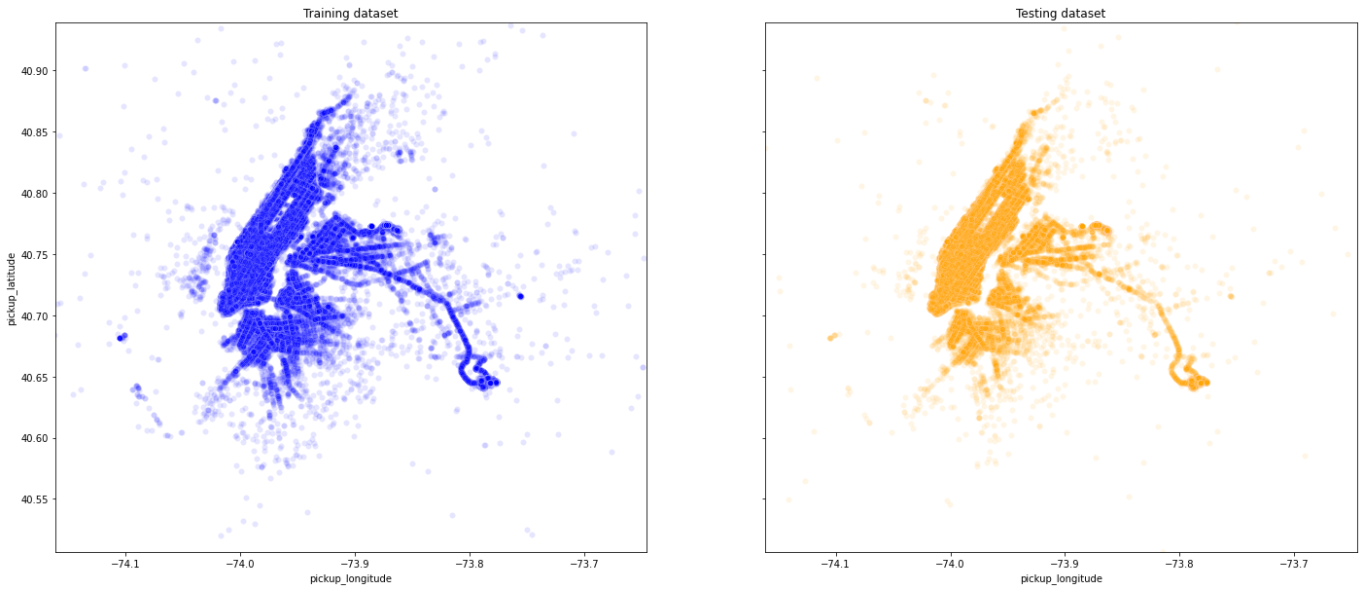 Training dataset
Testing dataset
40.90
40.85
40.80
40.75
40.70
40.65
40.60
40.55
pickup_latitude
−74.1 −74.0 −73.9 −73.8 −73.7
pickup_longitude
−74.1 −74.0 −73.9 −73.8 −73.7
pickup_longitude